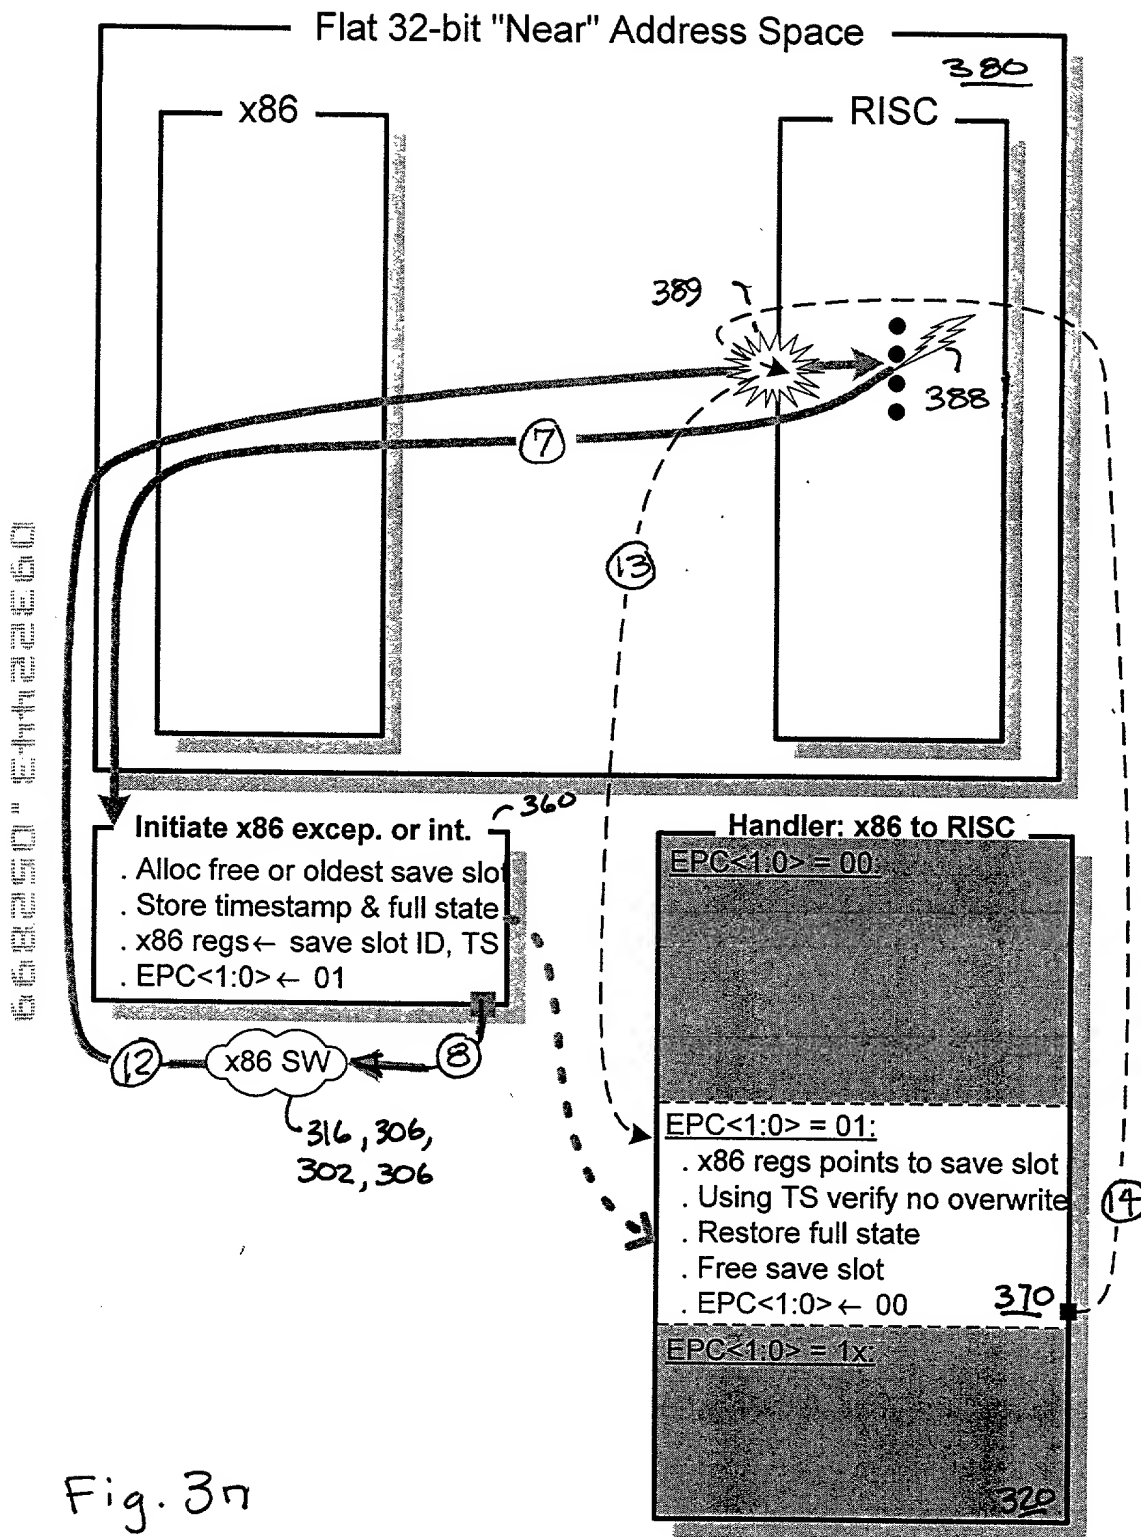 Flat 32-bit "Near" Address Space
380
x86
RISC
389
388
7
13
360
Initiate x86 excep. or int.
. Alloc free or oldest save slot
. Store timestamp & full state
. x86 regs ← save slot ID, TS
. EPC<1:0> ← 01
12
x86 SW
8
316, 306,
302, 306
Handler: x86 to RISC
EPC<1:0> = 00:
EPC<1:0> = 01:
. x86 regs points to save slot
. Using TS verify no overwrite
. Restore full state
. Free save slot
. EPC<1:0> ← 00
370
14
EPC<1:0> = 1x:
320
Fig. 3n